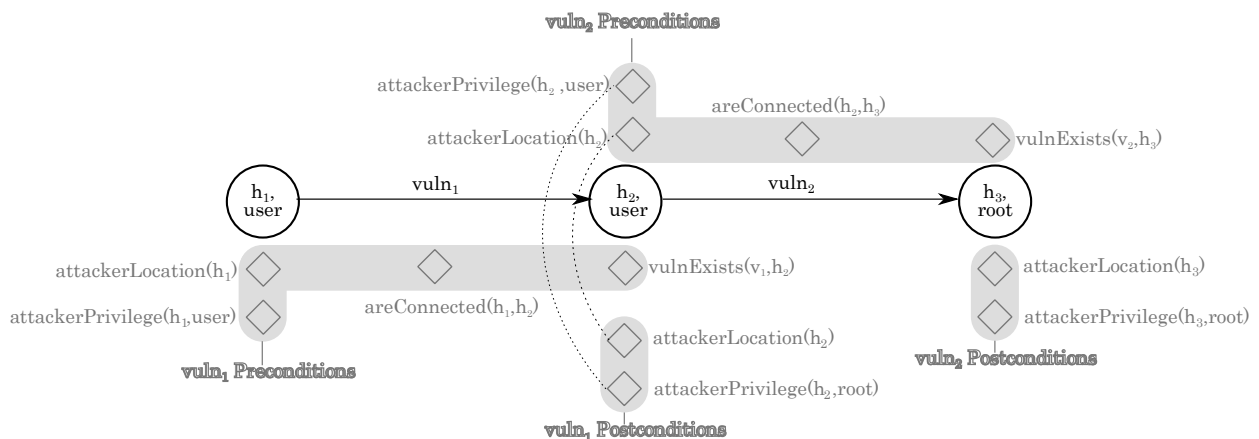 vuln₂ Preconditions
attackerPrivilege(h₂ ,user)
areConnected(h₂,h₃)
attackerLocation(h₂)
vulnExists(v₂,h₃)
h₁,
user
vuln₁
h₂,
user
vuln₂
h₃,
root
attackerLocation(h₁)
vulnExists(v₁,h₂)
attackerLocation(h₃)
areConnected(h₁,h₂)
attackerPrivilege(h₁,user)
attackerPrivilege(h₃,root)
attackerLocation(h₂)
vuln₂ Postconditions
vuln₁ Preconditions
attackerPrivilege(h₂,root)
vuln₁ Postconditions